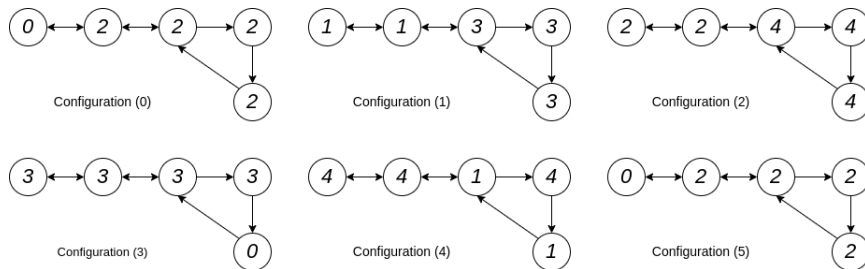 0 2 2 2
2
Configuration (0)
1 1 3 3
3
Configuration (1)
2 2 4 4
4
Configuration (2)
3 3 3 3
0
Configuration (3)
4 4 1 4
1
Configuration (4)
0 2 2 2
2
Configuration (5)